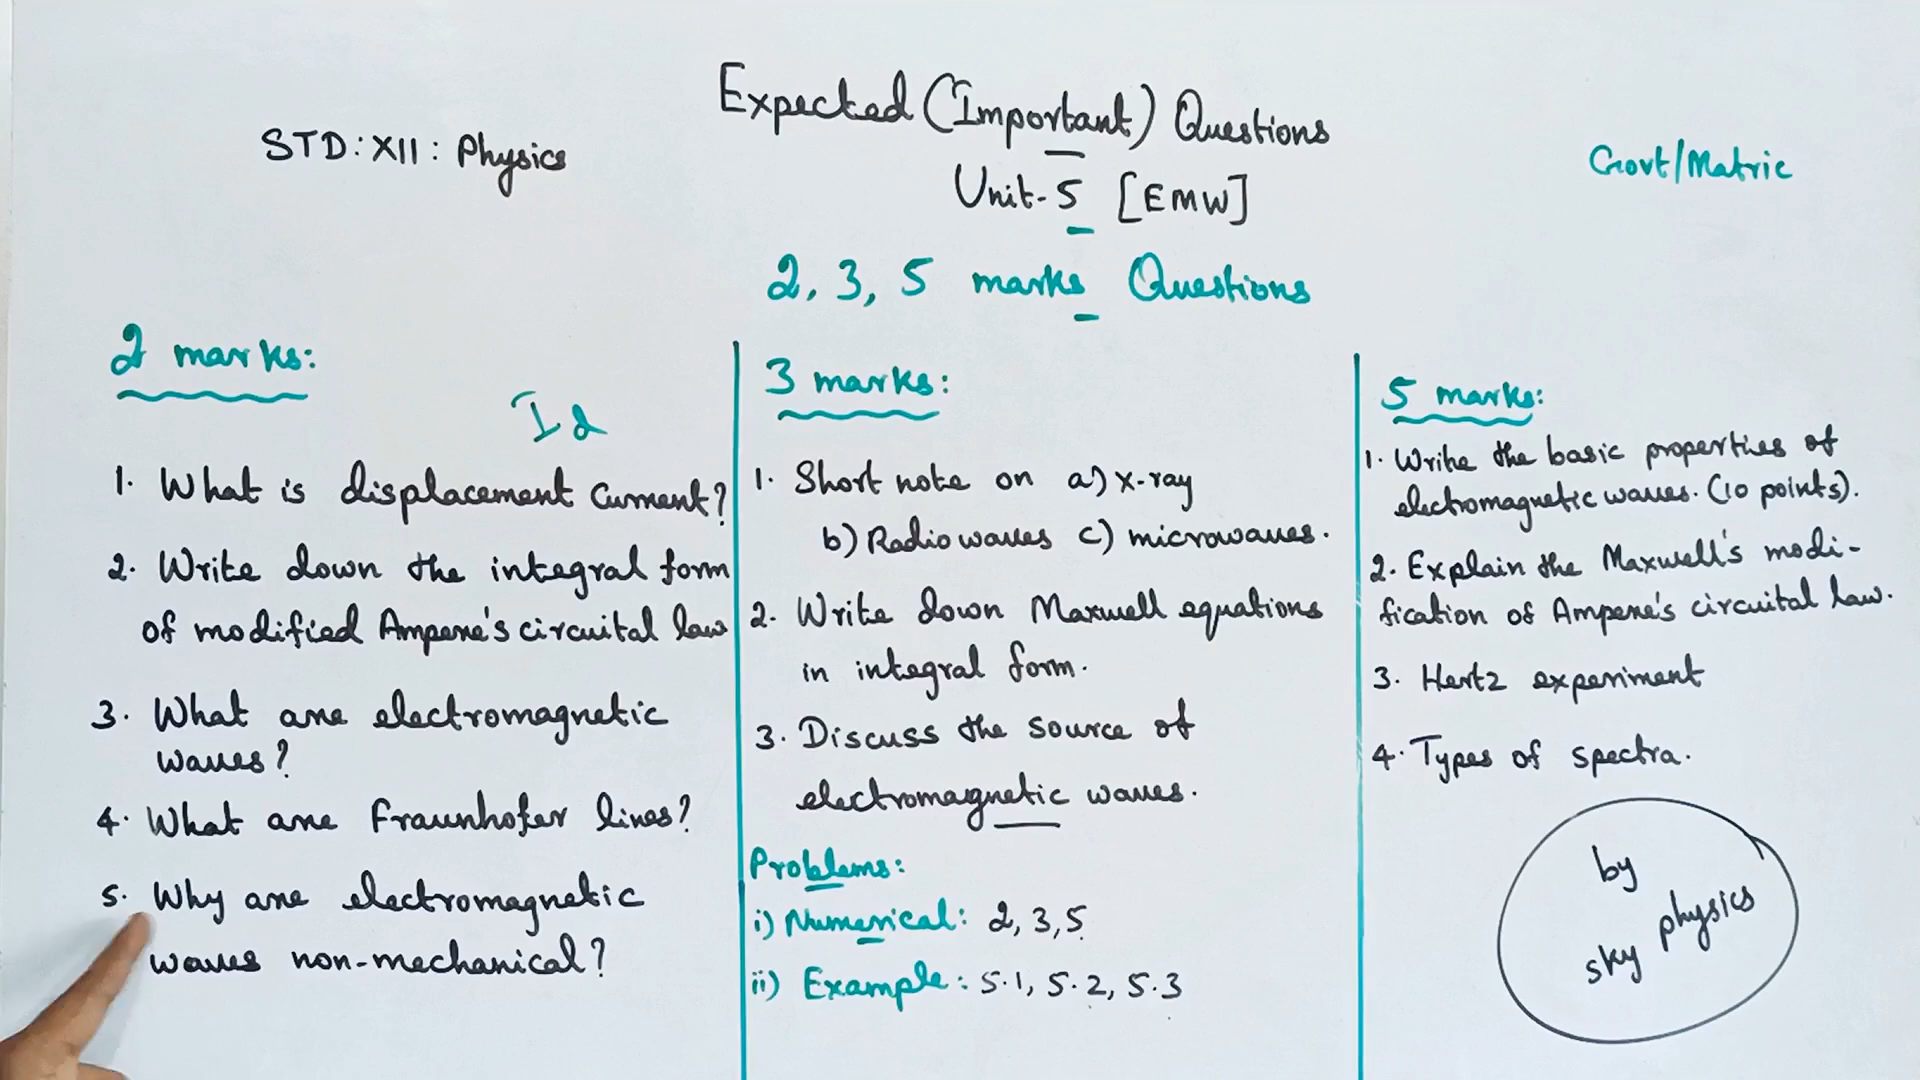 Expected (Important) Questions
STD: XII: Physics
Govt/Matric
Unit-5 [EMW]
2, 3, 5 marks Questions
2 marks:
Id
1. What is displacement current?
2. Write down the integral form
of modified Ampere's circuital law
3. What are electromagnetic
waves?
4. What are Fraunhofer lines?
5. Why are electromagnetic
waves non-mechanical?
3 marks:
1. Short note on a) x-ray
b) Radio waves c) microwaves.
2. Write down Maxwell equations
in integral form.
3. Discuss the source of
electromagnetic waves.
Problems:
i) Numerical: 2, 3, 5
ii) Example: 5.1, 5.2, 5.3
5 marks:
1. Write the basic properties of
electromagnetic waves. (10 points).
2. Explain the Maxwell's modi-
fication of Ampere's circuital law.
3. Hertz experiment
4. Types of spectra.
by
sky physics